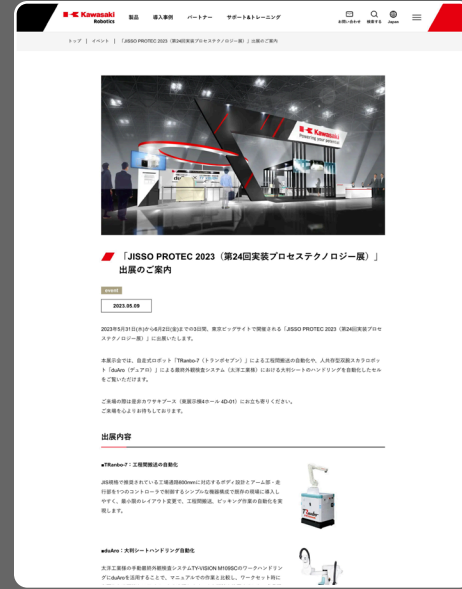 Kawasaki
Robotics
製品
導入事例
パートナー
サポート&トレーニング
お問い合わせ
検索する
Japan
トップ | イベント | 「JISSO PROTEC 2023（第24回実装プロセステクノロジー展）」出展のご案内
Kawasaki
Powering your potential
「JISSO PROTEC 2023（第24回実装プロセステクノロジー展）」
出展のご案内
event
2023.05.09
2023年5月31日(水)から6月2日(金)までの3日間、東京ビッグサイトで開催される「JISSO PROTEC 2023（第24回実装プロセ
ステクノロジー展）」に出展いたします。
本展示会では、自走式ロボット「TRanbo-7（トランボセブン）」による工程間搬送の自動化や、人共存型双腕スカラロボッ
ト「duAro（デュアロ）」による最終外観検査システム（太洋工業様）における大判シートのハンドリングを自動化したセル
をご覧いただけます。
ご来場の際は是非カワサキブース（東展示棟4ホール 4D-01）にお立ち寄りください。
ご来場を心よりお待ちしております。
出展内容
■TRanbo-7：工程間搬送の自動化
JIS規格で推奨されている工場通路800mmに対応するボディ設計とアーム部・走
行部を1つのコントローラで制御するシンプルな機器構成で既存の現場に導入し
やすく、最小限のレイアウト変更で、工程間搬送、ピッキング作業の自動化を実
現します。
■duAro：大判シートハンドリング自動化
太洋工業様の手動最終外観検査システムTY-VISION M109SCのワークハンドリン
グにduAroを活用することで、マニュアルでの作業と比較し、ワークセット時に